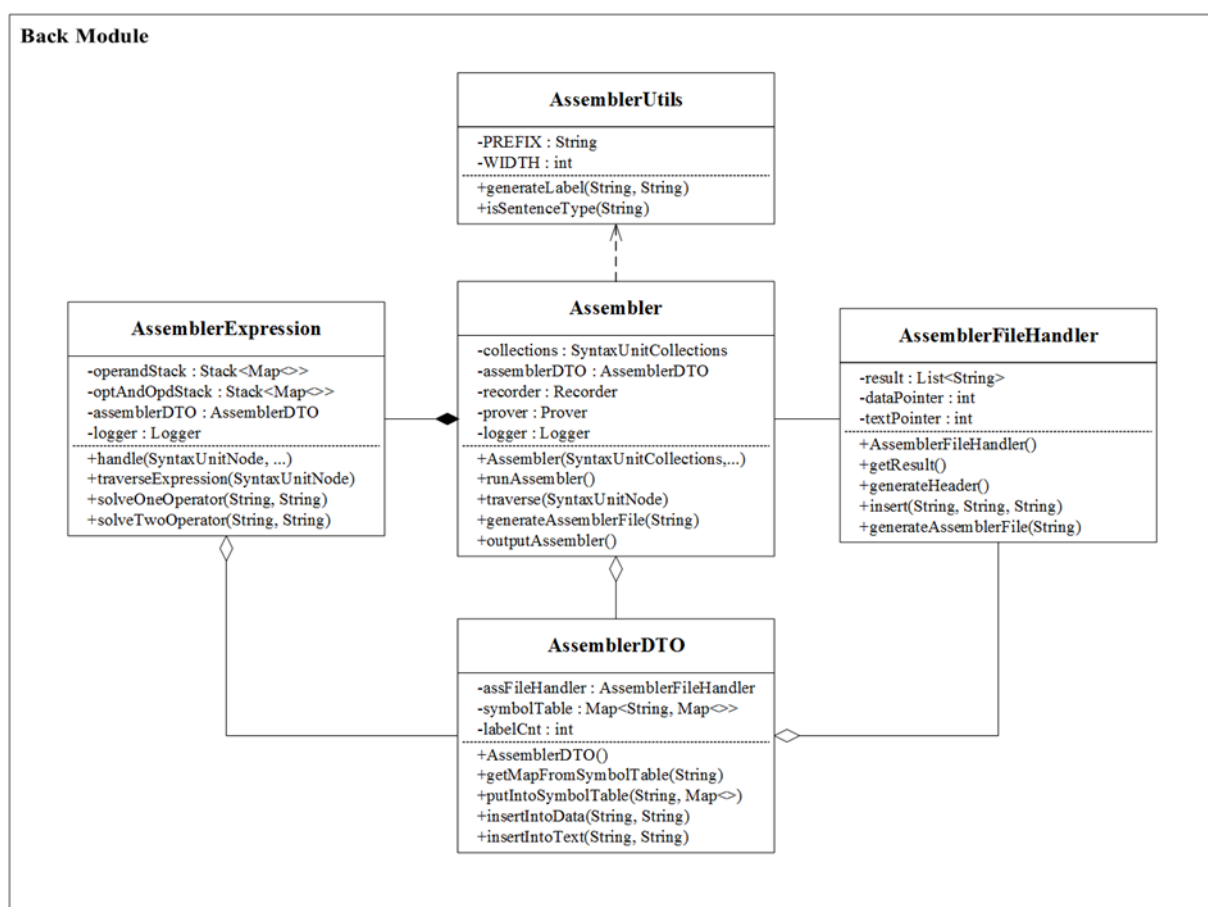 Back Module
AssemblerUtils
-PREFIX : String
-WIDTH : int
+generateLabel(String, String)
+isSentenceType(String)
AssemblerExpression
-operandStack : Stack<Map<>>
-optAndOpdStack : Stack<Map<>>
-assemblerDTO : AssemblerDTO
-logger : Logger
+handle(SyntaxUnitNode, ...)
+traverseExpression(SyntaxUnitNode)
+solveOneOperator(String, String)
+solveTwoOperator(String, String)
Assembler
-collections : SyntaxUnitCollections
-assemblerDTO : AssemblerDTO
-recorder : Recorder
-prover : Prover
-logger : Logger
+Assembler(SyntaxUnitCollections,...)
+runAssembler()
+traverse(SyntaxUnitNode)
+generateAssemblerFile(String)
+outputAssembler()
AssemblerFileHandler
-result : List<String>
-dataPointer : int
-textPointer : int
+AssemblerFileHandler()
+getResult()
+generateHeader()
+insert(String, String, String)
+generateAssemblerFile(String)
AssemblerDTO
-assFileHandler : AssemblerFileHandler
-symbolTable : Map<String, Map<>>
-labelCnt : int
+AssemblerDTO()
+getMapFromSymbolTable(String)
+putIntoSymbolTable(String, Map<>)
+insertIntoData(String, String)
+insertIntoText(String, String)